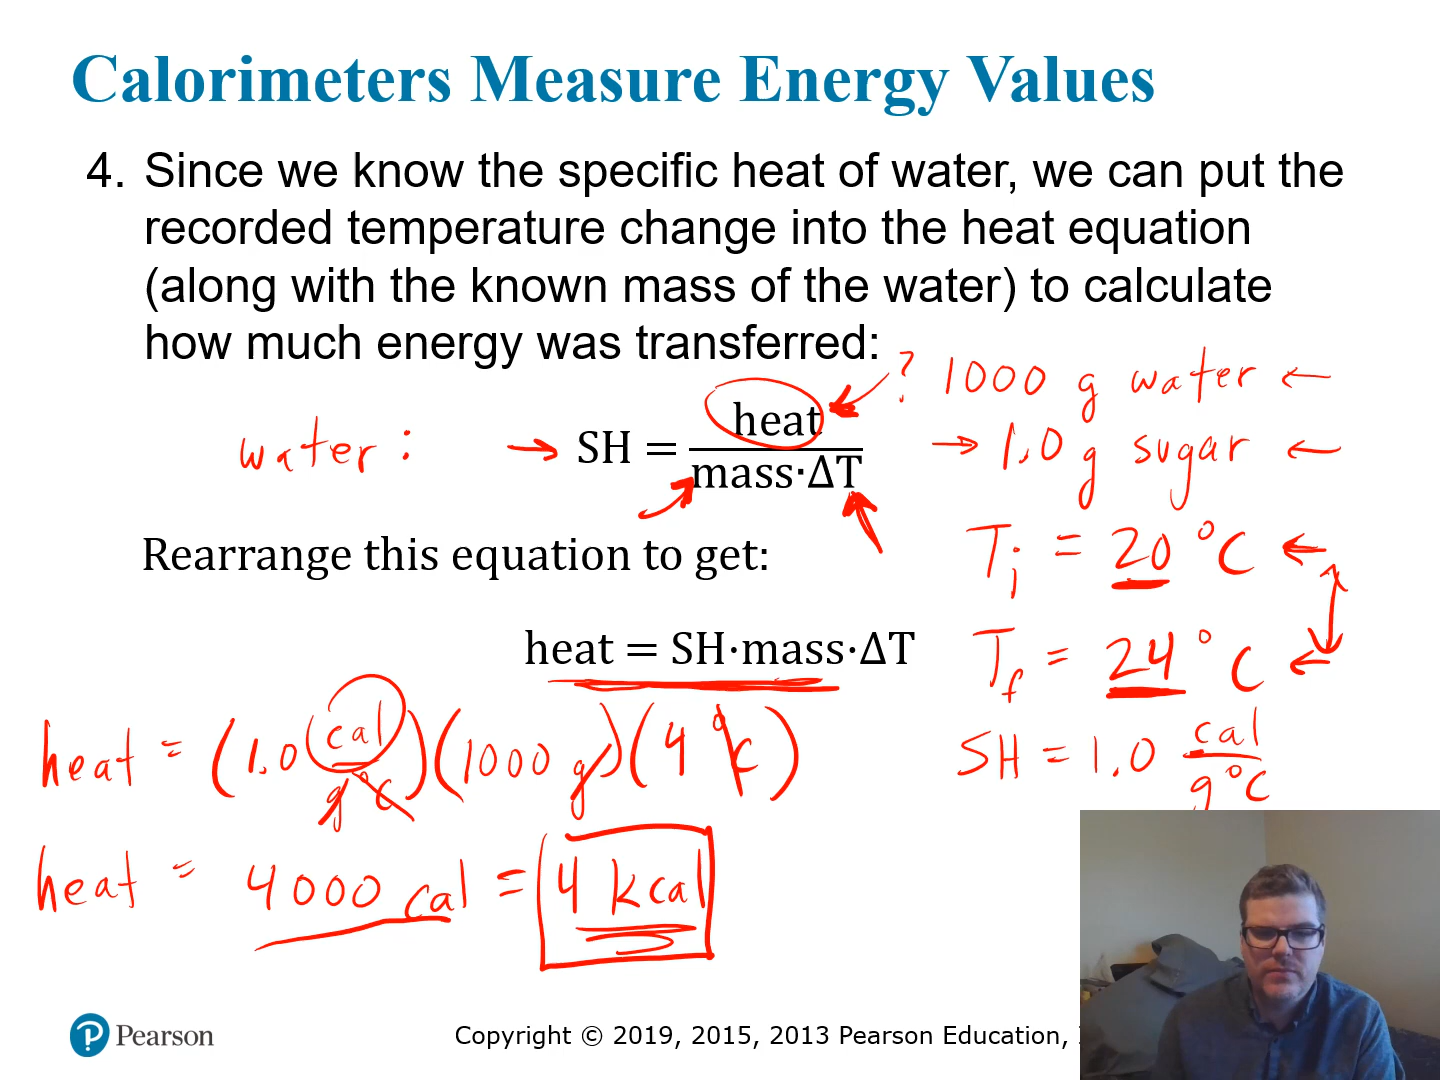 Calorimeters Measure Energy Values
4. Since we know the specific heat of water, we can put the
recorded temperature change into the heat equation
(along with the known mass of the water) to calculate
how much energy was transferred:
? 1000 g water ←
water : → SH = heat / mass·ΔT
→ 1.0 g sugar ←
Ti = 20 °C ←
Rearrange this equation to get:
heat = SH·mass·ΔT
Tf = 24 °C ←
heat = (1.0 cal / g °C)(1000 g)(4 °C)
SH = 1.0 cal / g °C
heat = 4000 cal = 4 kcal
P Pearson
Copyright © 2019, 2015, 2013 Pearson Education,